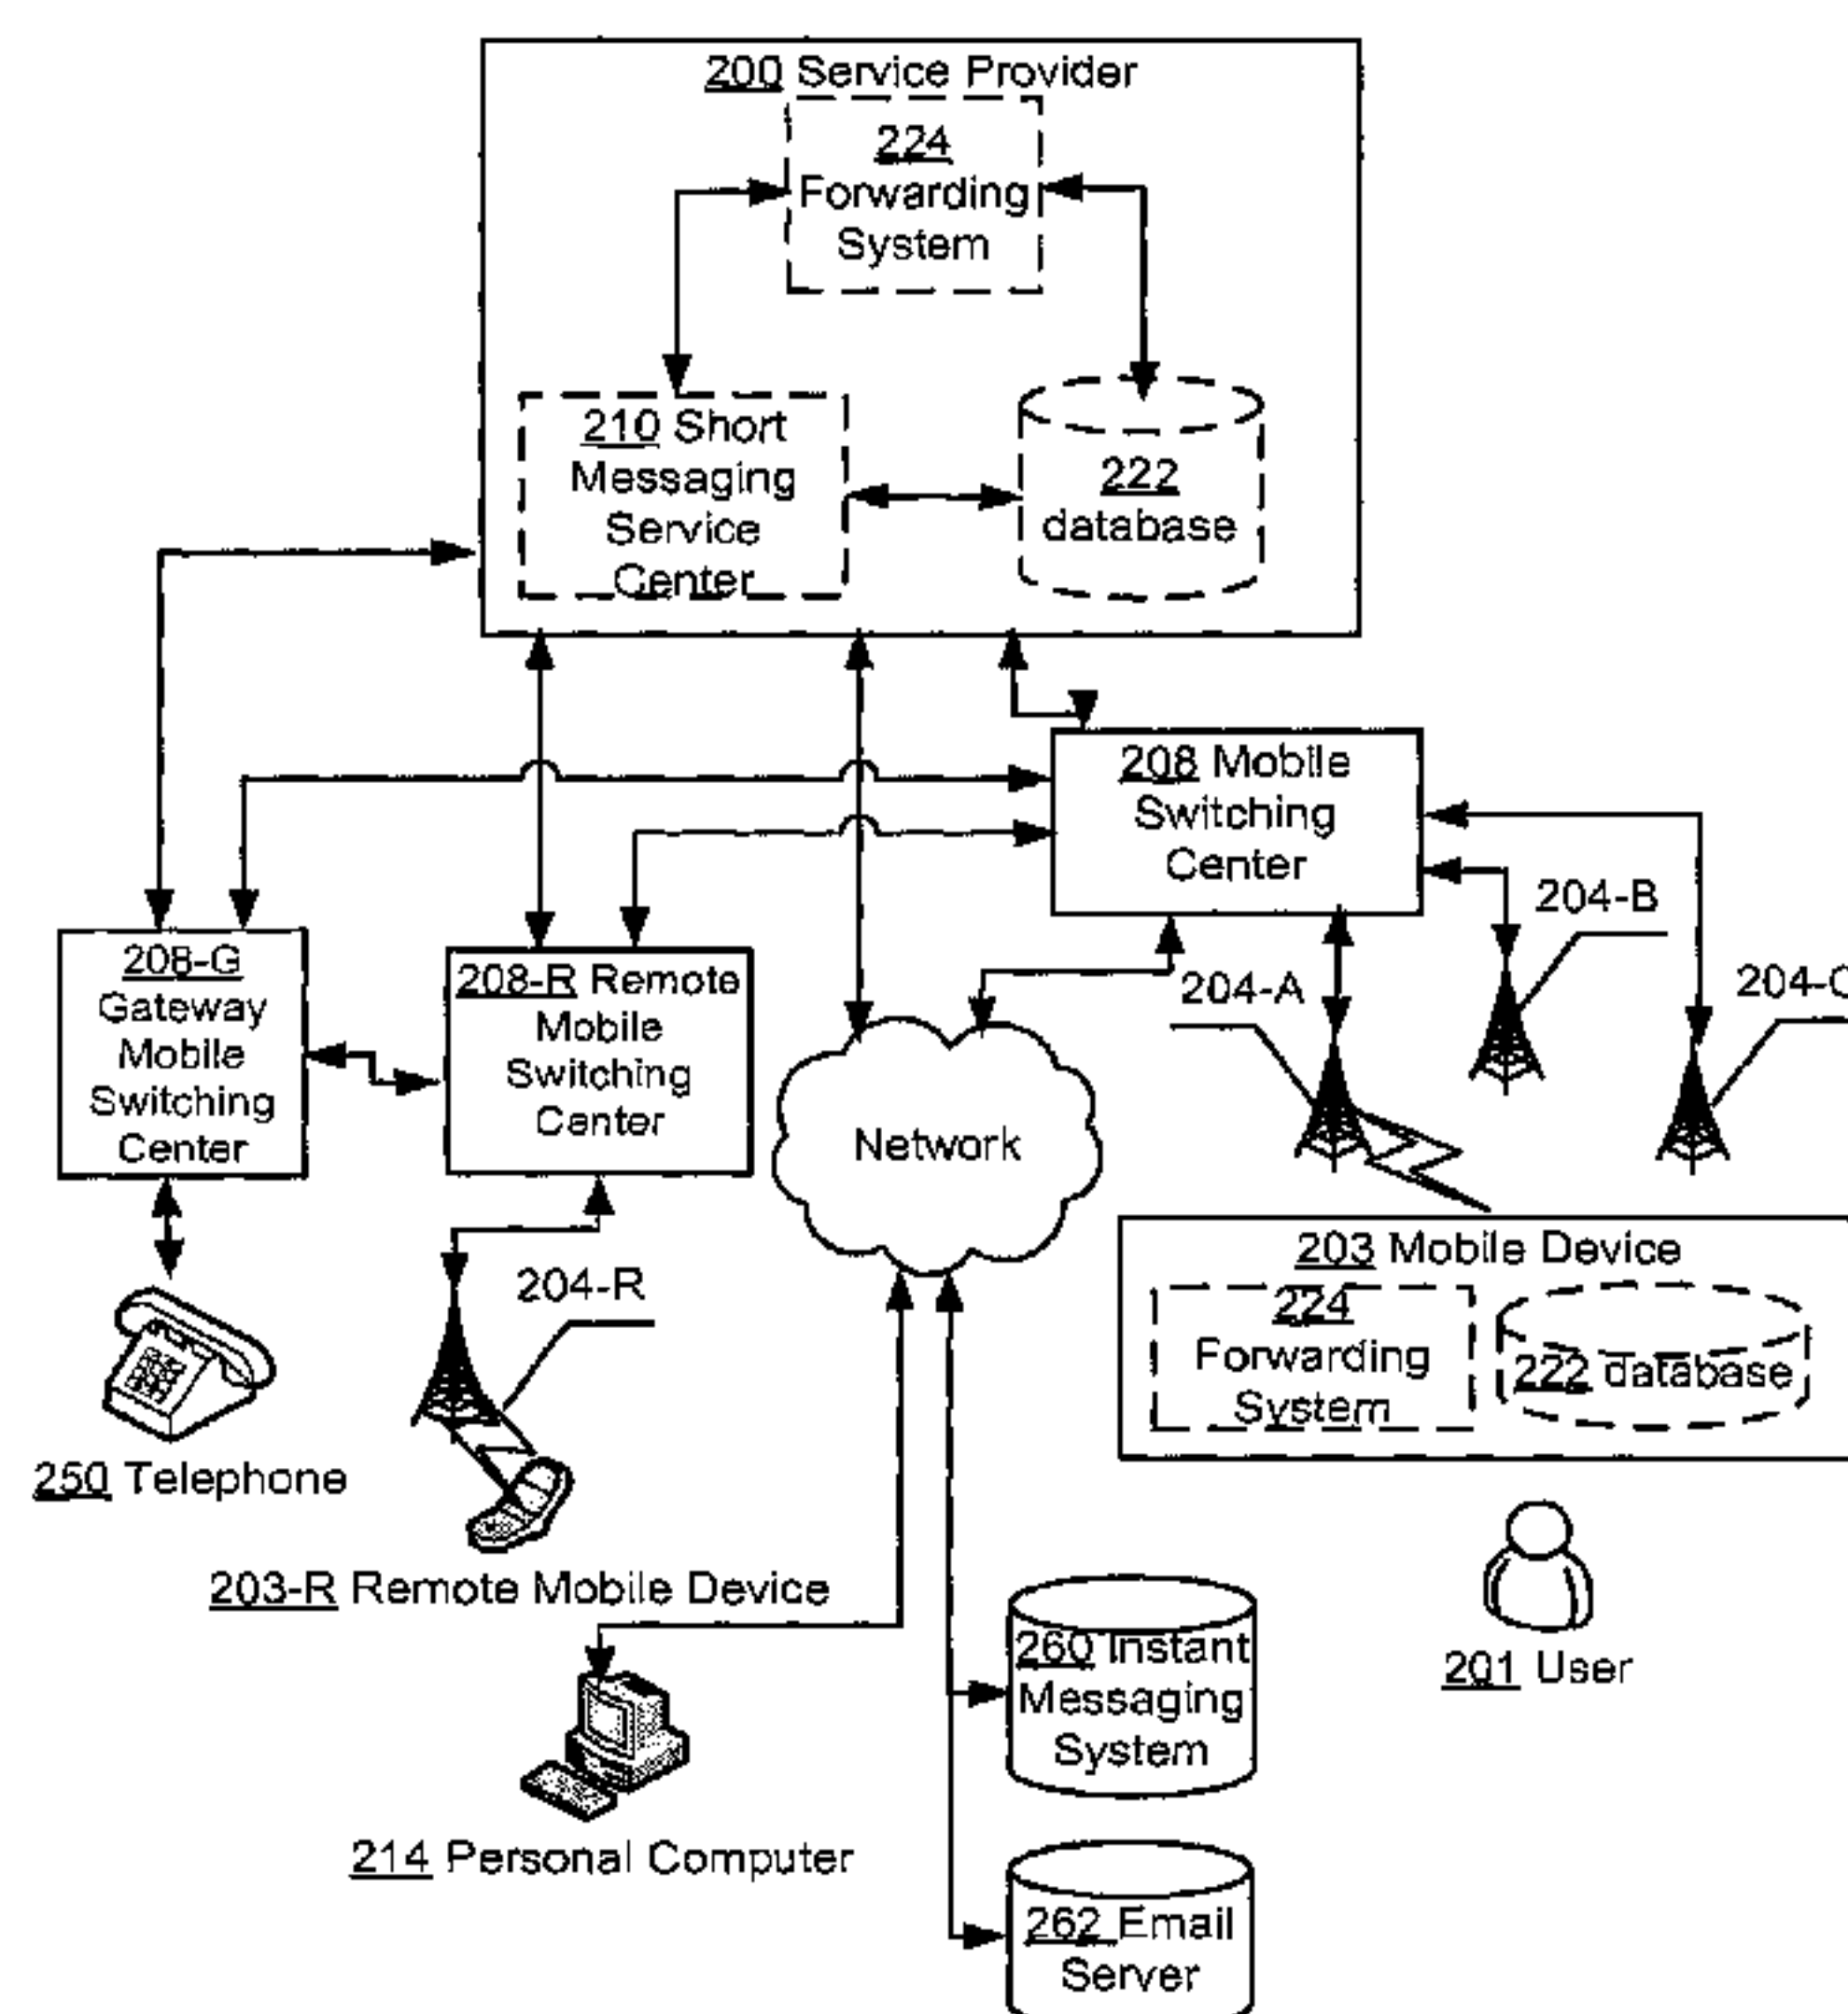 200 Service Provider
224
Forwarding
System
210 Short
Messaging
Service
Center
222
database
208 Mobile
Switching
Center
204-B
204-A
204-C
208-G
Gateway
Mobile
Switching
Center
208-R Remote
Mobile
Switching
Center
Network
203 Mobile Device
224
Forwarding
System
222 database
204-R
250 Telephone
203-R Remote Mobile Device
201 User
260 Instant
Messaging
System
214 Personal Computer
262 Email
Server